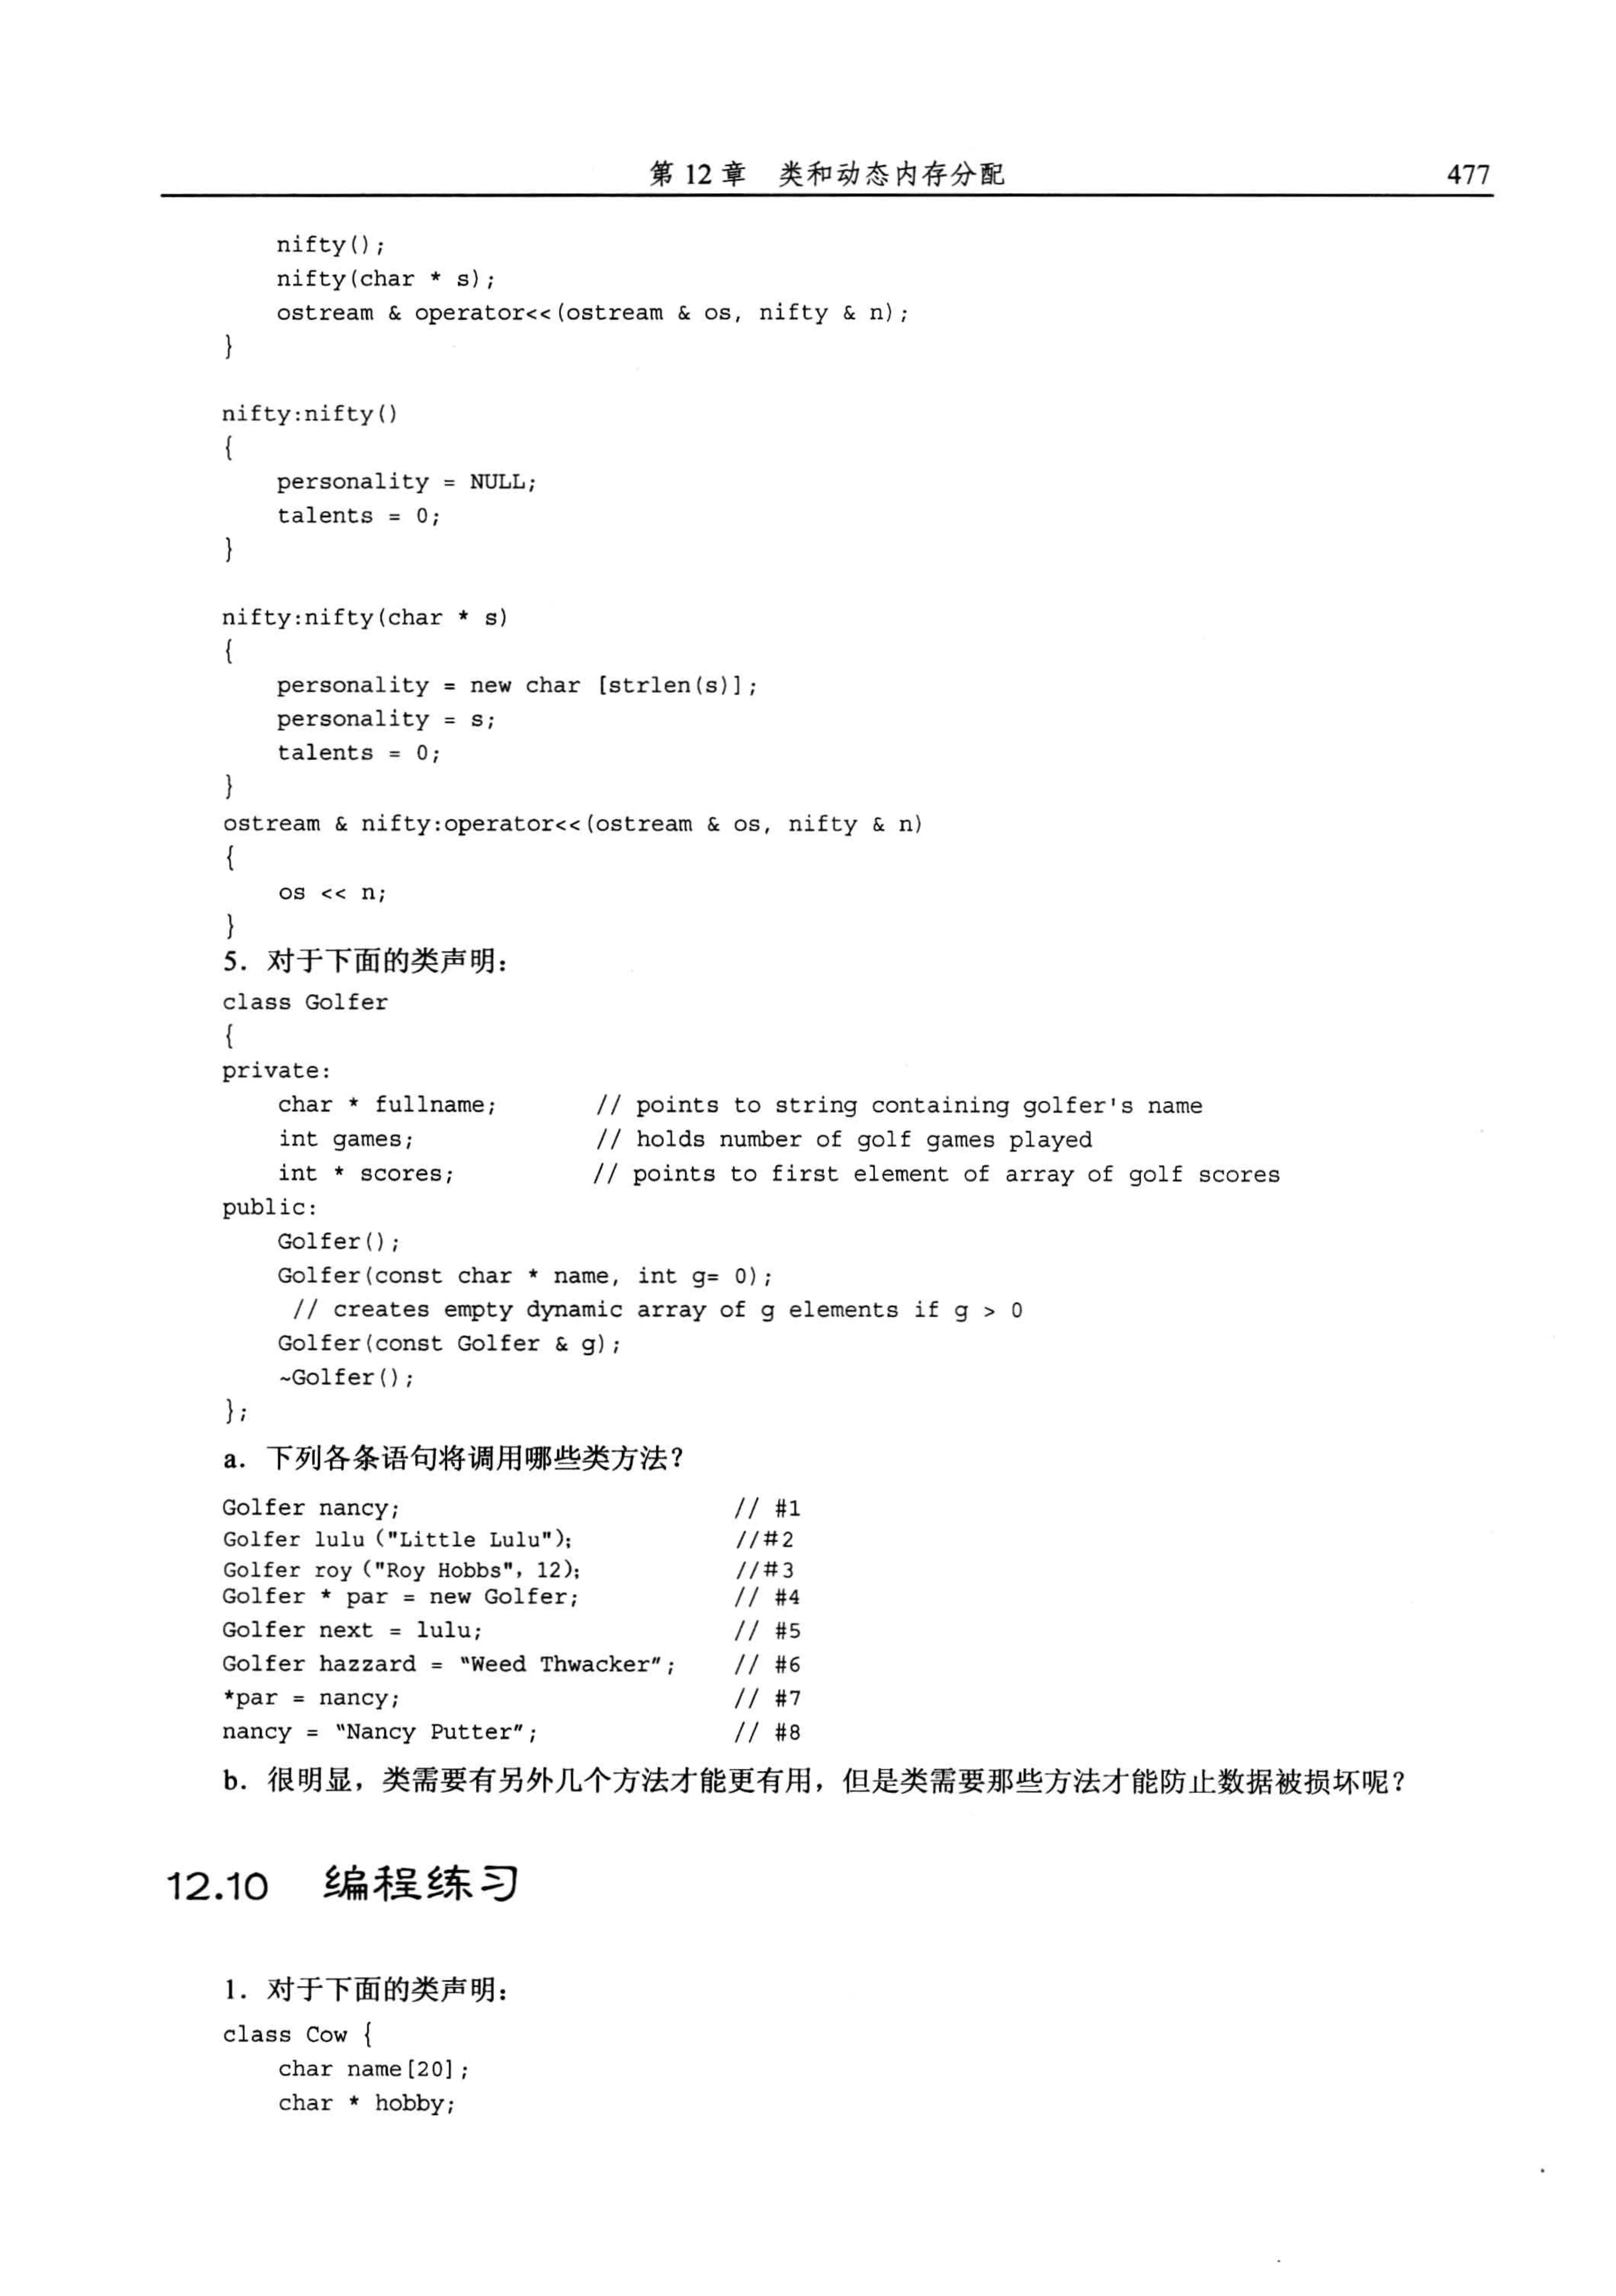 第 12 章 类和动态内存分配 477
nifty();
nifty(char * s);
ostream & operator<<(ostream & os, nifty & n);
}
nifty:nifty()
{
personality = NULL;
talents = 0;
}
nifty:nifty(char * s)
{
personality = new char [strlen(s)];
personality = s;
talents = 0;
}
ostream & nifty:operator<<(ostream & os, nifty & n)
{
os << n;
}
5. 对于下面的类声明：
class Golfer
{
private:
char * fullname; // points to string containing golfer's name
int games; // holds number of golf games played
int * scores; // points to first element of array of golf scores
public:
Golfer();
Golfer(const char * name, int g= 0);
// creates empty dynamic array of g elements if g > 0
Golfer(const Golfer & g);
~Golfer();
};
a. 下列各条语句将调用哪些类方法？
Golfer nancy; // #1
Golfer lulu ("Little Lulu"); //#2
Golfer roy ("Roy Hobbs", 12); //#3
Golfer * par = new Golfer; // #4
Golfer next = lulu; // #5
Golfer hazzard = "Weed Thwacker"; // #6
*par = nancy; // #7
nancy = "Nancy Putter"; // #8
b. 很明显，类需要有另外几个方法才能更有用，但是类需要那些方法才能防止数据被损坏呢？
12.10 编程练习
1. 对于下面的类声明：
class Cow {
char name[20];
char * hobby;